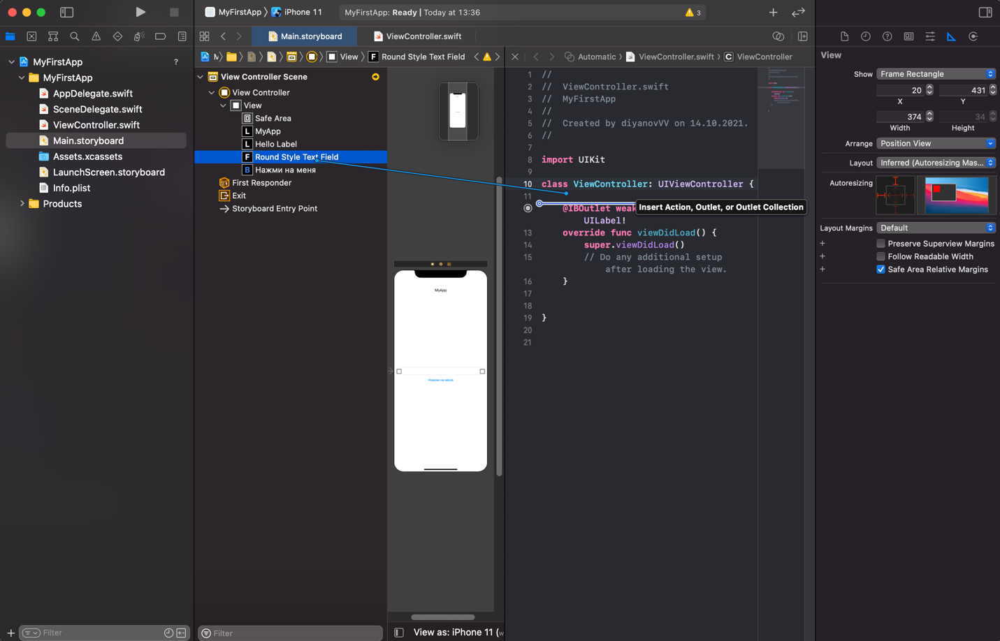 MyFirstApp
iPhone 11
MyFirstApp: Ready | Today at 13:36
3
Main.storyboard
ViewController.swift
M
View
F
Round Style Text Field
Automatic
ViewController.swift
C
ViewController
View
MyFirstApp
?
MyFirstApp
AppDelegate.swift
SceneDelegate.swift
ViewController.swift
Main.storyboard
Assets.xcassets
LaunchScreen.storyboard
Info.plist
Products
View Controller Scene
View Controller
View
Safe Area
L MyApp
L Hello Label
F Round Style Text Field
B Нажми на меня
First Responder
Exit
Storyboard Entry Point
MyApp
Нажми на меня
1 //
2 //  ViewController.swift
3 //  MyFirstApp
4 //
5 //  Created by diyanovVV on 14.10.2021.
6 //
7
8 import UIKit
9
10 class ViewController: UIViewController {
11
@IBOutlet weak
Insert Action, Outlet, or Outlet Collection
UILabel!
13 override func viewDidLoad() {
14 super.viewDidLoad()
15 // Do any additional setup
after loading the view.
16 }
17
18
19 }
20
21
Show Frame Rectangle
20 431
X Y
374 34
Width Height
Arrange Position View
Layout Inferred (Autoresizing Mas...
Autoresizing
Layout Margins Default
Preserve Superview Margins
Follow Readable Width
Safe Area Relative Margins
Filter
Filter
View as: iPhone 11 (w